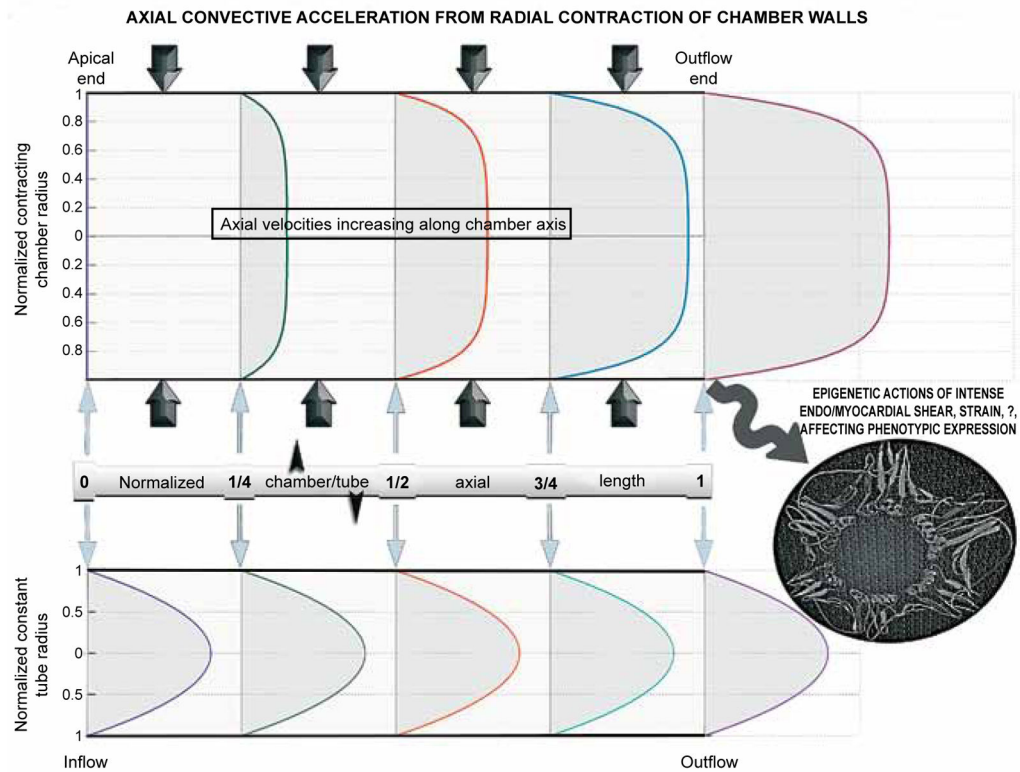 AXIAL CONVECTIVE ACCELERATION FROM RADIAL CONTRACTION OF CHAMBER WALLS
Apical
end
Outflow
end
Normalized contracting
chamber radius
1
0.8
0.6
0.4
0.2
0
0.2
0.4
0.6
0.8
Axial velocities increasing along chamber axis
EPIGENETIC ACTIONS OF INTENSE
ENDO/MYOCARDIAL SHEAR, STRAIN, ?,
AFFECTING PHENOTYPIC EXPRESSION
0 Normalized 1/4 chamber/tube 1/2 axial 3/4 length 1
Normalized constant
tube radius
1
0.5
0
0.5
1
Inflow
Outflow